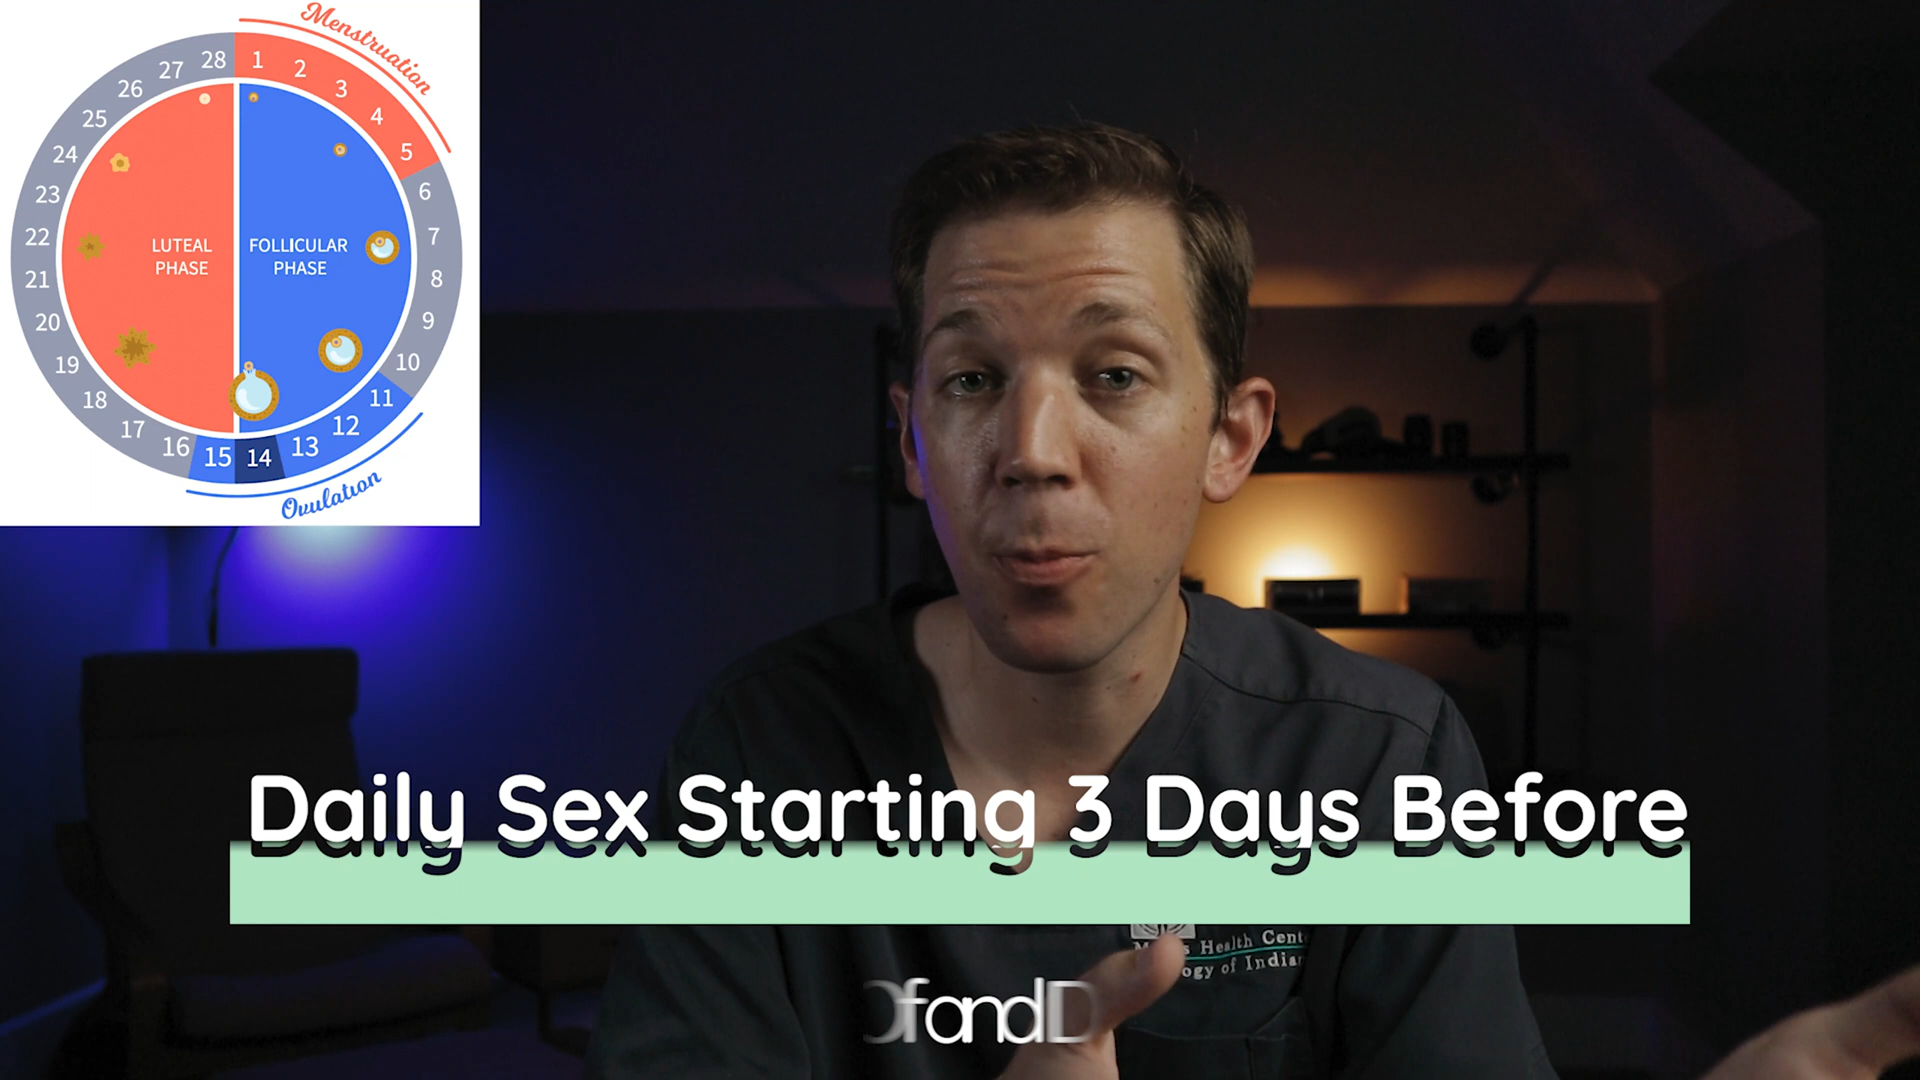 Menstruation
28 1 2 3 4 5 6 7 8 9 10 11 12 13 14 15 16 17 18 19 20 21 22 23 24 25 26 27
LUTEAL
PHASE
FOLLICULAR
PHASE
Ovulation
Daily Sex Starting 3 Days Before
Health
ogy of India
fand